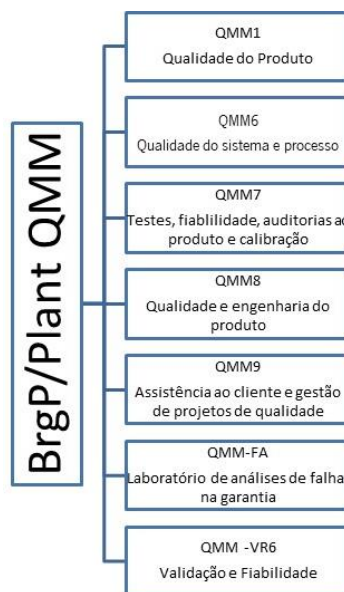 BrgP/Plant QMM
QMM1
Qualidade do Produto
QMM6
Qualidade do sistema e processo
QMM7
Testes, fiablilidade, auditorias ao
produto e calibração
QMM8
Qualidade e engenharia do
produto
QMM9
Assistência ao cliente e gestão
de projetos de qualidade
QMM-FA
Laboratório de análises de falha
na garantia
QMM -VR6
Validação e Fiabilidade